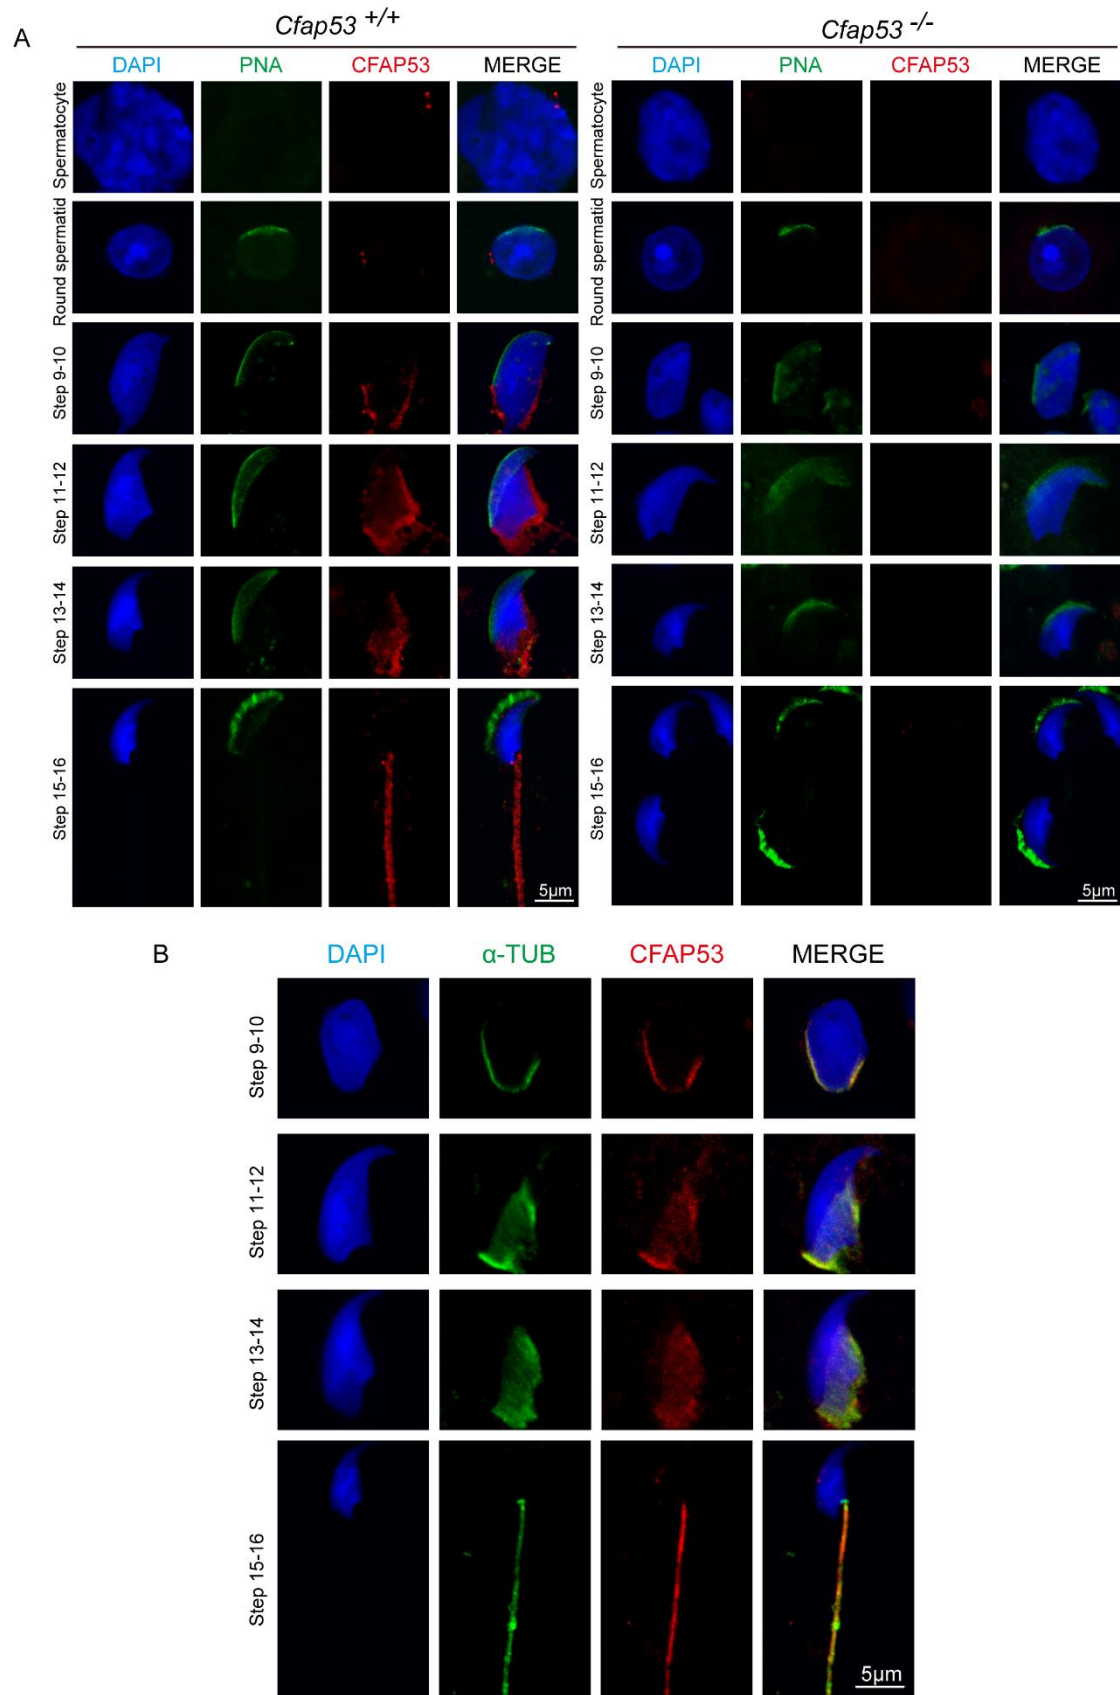 A
Cfap53 +/+
Cfap53 -/-
DAPI PNA CFAP53 MERGE
DAPI PNA CFAP53 MERGE
Spermatocyte
Spermatocyte
Round spermatid
Round spermatid
Step 9-10
Step 9-10
Step 11-12
Step 11-12
Step 13-14
Step 13-14
Step 15-16
Step 15-16
5μm
5μm
B
DAPI α-TUB CFAP53 MERGE
Step 9-10
Step 11-12
Step 13-14
Step 15-16
5μm